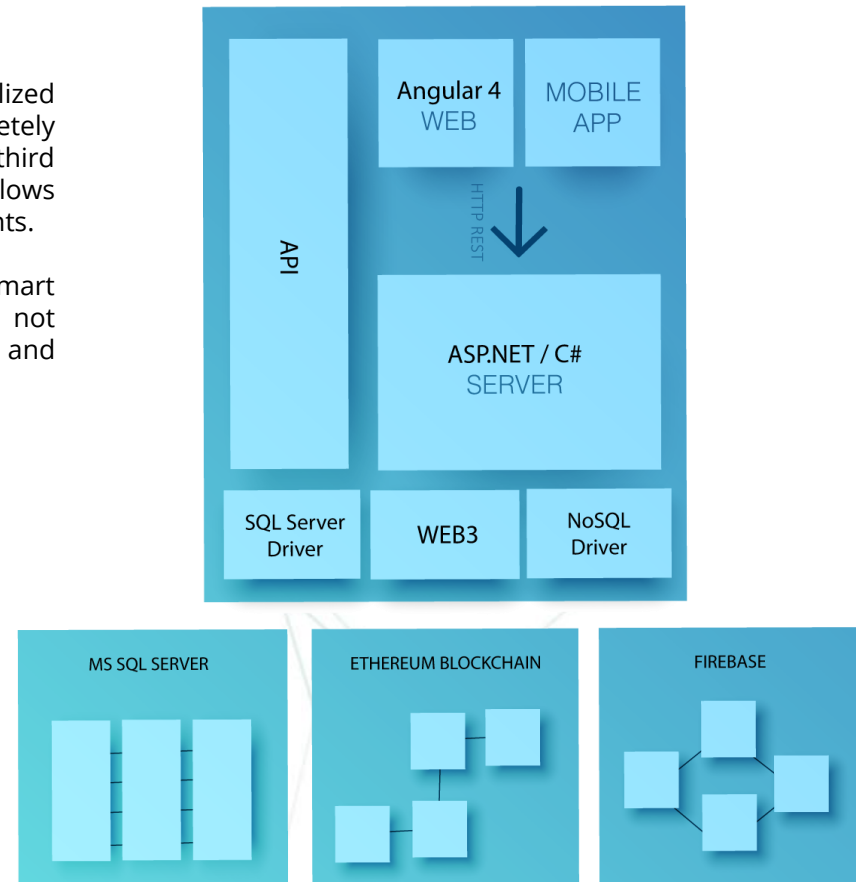 lized
etely
third
lows
nts.
mart
not
and
Angular 4
WEB
MOBILE
APP
HTTP REST
API
ASP.NET / C#
SERVER
SQL Server
Driver
WEB3
NoSQL
Driver
MS SQL SERVER
ETHEREUM BLOCKCHAIN
FIREBASE